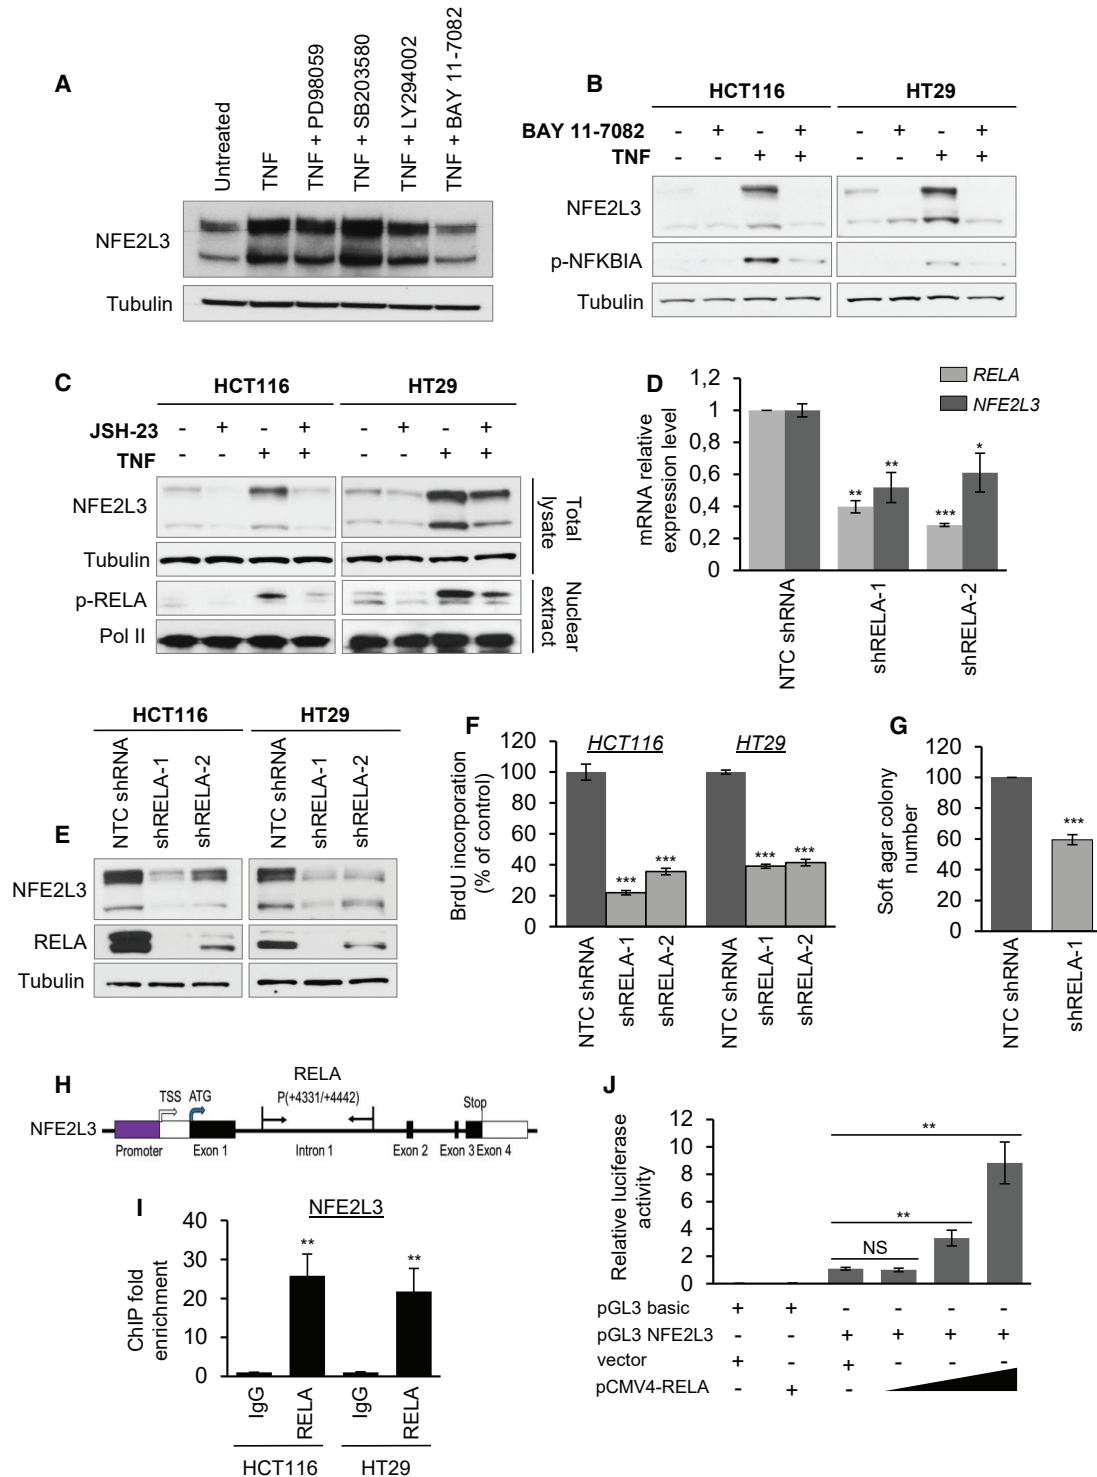 A
Untreated
TNF
TNF + PD98059
TNF + SB203580
TNF + LY294002
TNF + BAY 11-7082
NFE2L3
Tubulin
B
HCT116 HT29
BAY 11-7082 - + - + - + - +
TNF - - + + - - + +
NFE2L3
p-NFKBIA
Tubulin
C
HCT116 HT29
JSH-23 - + - + - + - +
TNF - - + + - - + +
NFE2L3
Tubulin
Total lysate
p-RELA
Pol II
Nuclear extract
D
mRNA relative expression level
1,2
1
0,8
0,6
0,4
0,2
0
RELA
NFE2L3
** **
*** *
NTC shRNA
shRELA-1
shRELA-2
E
HCT116 HT29
NTC shRNA
shRELA-1
shRELA-2
NTC shRNA
shRELA-1
shRELA-2
NFE2L3
RELA
Tubulin
F
BrdU incorporation (% of control)
120
100
80
60
40
20
0
HCT116 HT29
*** *** *** ***
NTC shRNA
shRELA-1
shRELA-2
NTC shRNA
shRELA-1
shRELA-2
G
Soft agar colony number
120
100
80
60
40
20
0
***
NTC shRNA
shRELA-1
H
RELA
TSS ATG P(+4331/+4442) Stop
NFE2L3
Promoter Exon 1 Intron 1 Exon 2 Exon 3 Exon 4
I
NFE2L3
ChIP fold enrichment
40
30
20
10
0
** **
IgG
RELA
IgG
RELA
HCT116 HT29
J
Relative luciferase activity
12
10
8
6
4
2
0
**
**
NS
pGL3 basic + + - - - -
pGL3 NFE2L3 - - + + + +
vector + - + - - -
pCMV4-RELA - + -